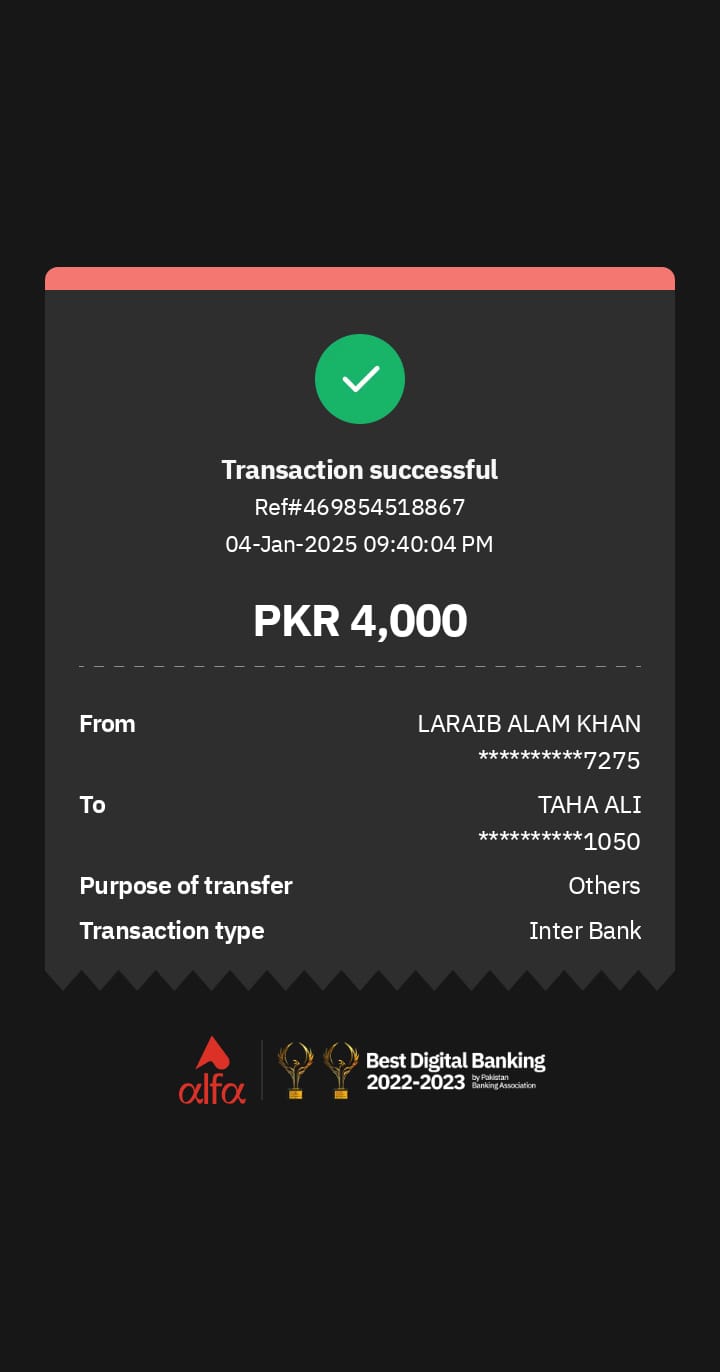 Transaction successful
Ref#469854518867
04-Jan-2025 09:40:04 PM
PKR 4,000
From LARAIB ALAM KHAN
**********7275
To TAHA ALI
**********1050
Purpose of transfer Others
Transaction type Inter Bank
alfa
Best Digital Banking
2022-2023 by Pakistan
Banking Association